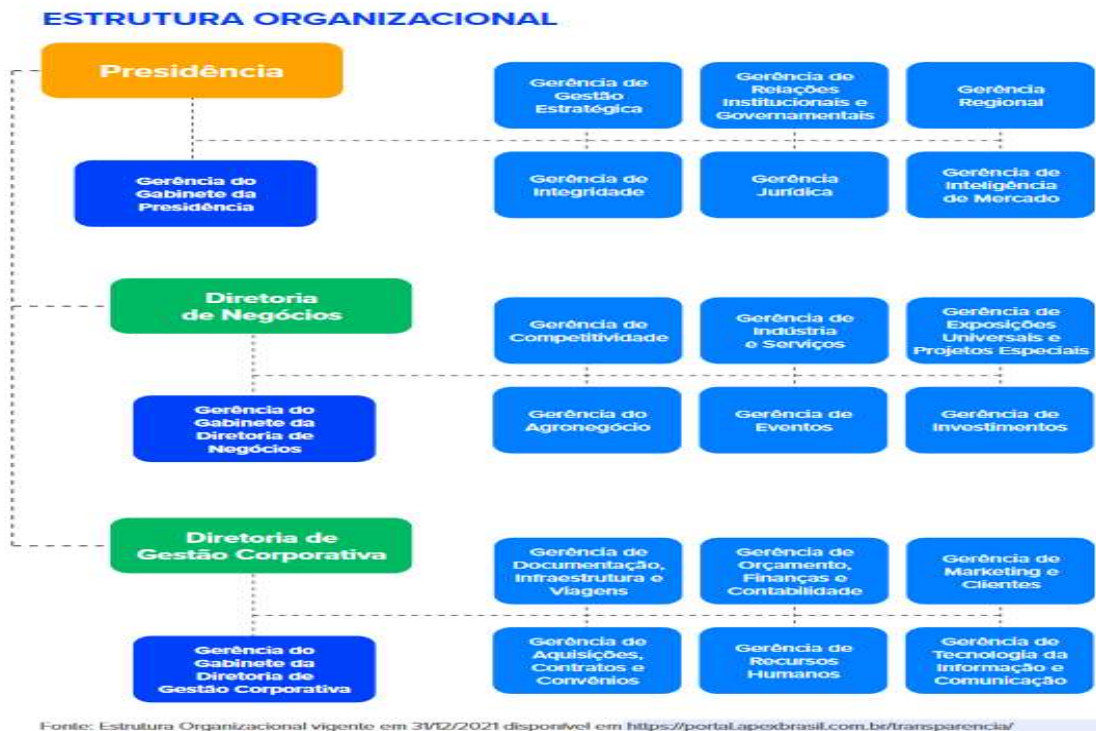 ESTRUTURA ORGANIZACIONAL
Presidência
Gerência de
Gestão
Estratégica
Gerência de
Relações
Institucionais e
Governamentais
Gerência
Regional
Gerência do
Gabinete da
Presidência
Gerência de
Integridade
Gerência
Jurídica
Gerência de
Inteligência
de Mercado
Diretoria
de Negócios
Gerência de
Competitividade
Gerência de
Indústria
e Serviços
Gerência de
Exposições
Universais e
Projetos Especiais
Gerência do
Gabinete da
Diretoria de
Negócios
Gerência do
Agronegócio
Gerência de
Eventos
Gerência de
Investimentos
Diretoria de
Gestão Corporativa
Gerência de
Documentação,
Infraestrutura e
Viagens
Gerência de
Orçamento,
Finanças e
Contabilidade
Gerência de
Marketing e
Clientes
Gerência do
Gabinete da
Diretoria de
Gestão Corporativa
Gerência de
Aquisições,
Contratos e
Convênios
Gerência de
Recursos
Humanos
Gerência de
Tecnologia da
Informação e
Comunicação
Fonte: Estrutura Organizacional vigente em 31/12/2021 disponível em https://portal.apexbrasil.com.br/transparencia/